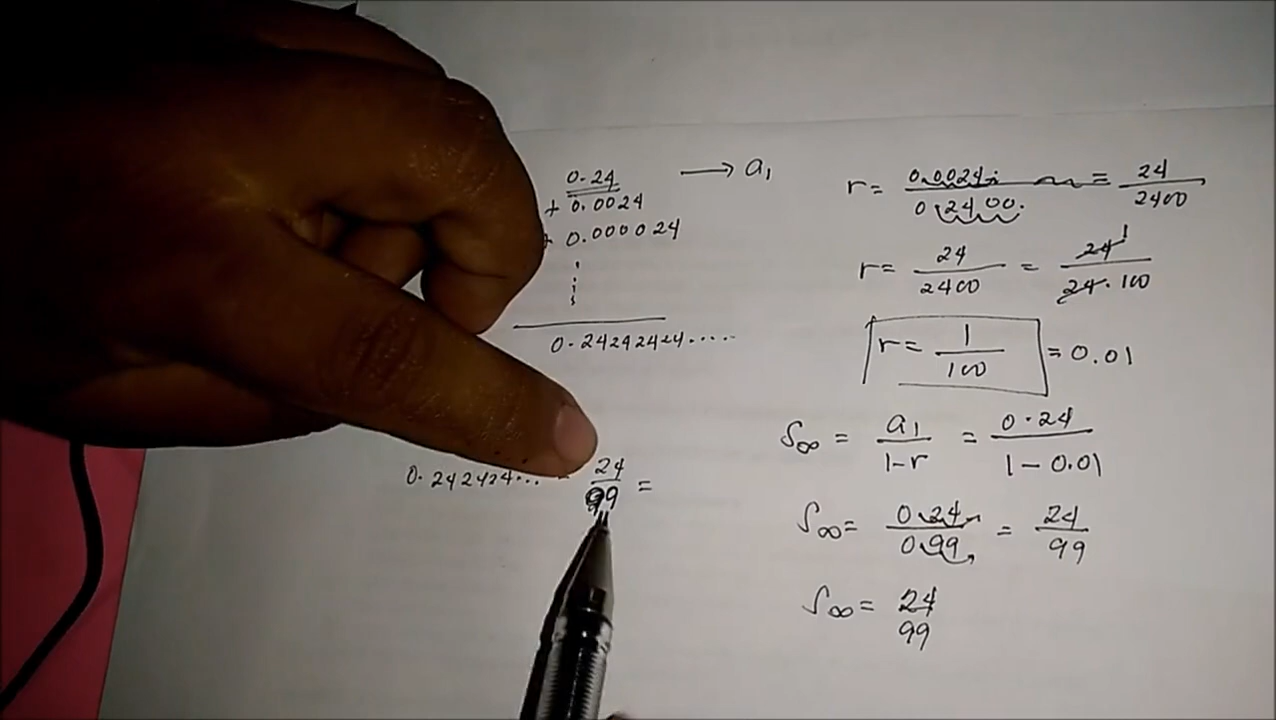 0.24 → a₁
+ 0.0024
+ 0.000024
⋮
0.24242424.....
0.242424... 24/99 =
r = 0.0024/0.2400. = 24/2400
r = 24/2400 = 24/24.100 1
r = 1/100 = 0.01
S∞ = a₁/1-r = 0.24/1-0.01
S∞ = 0.24/0.99 = 24/99
S∞ = 24/99